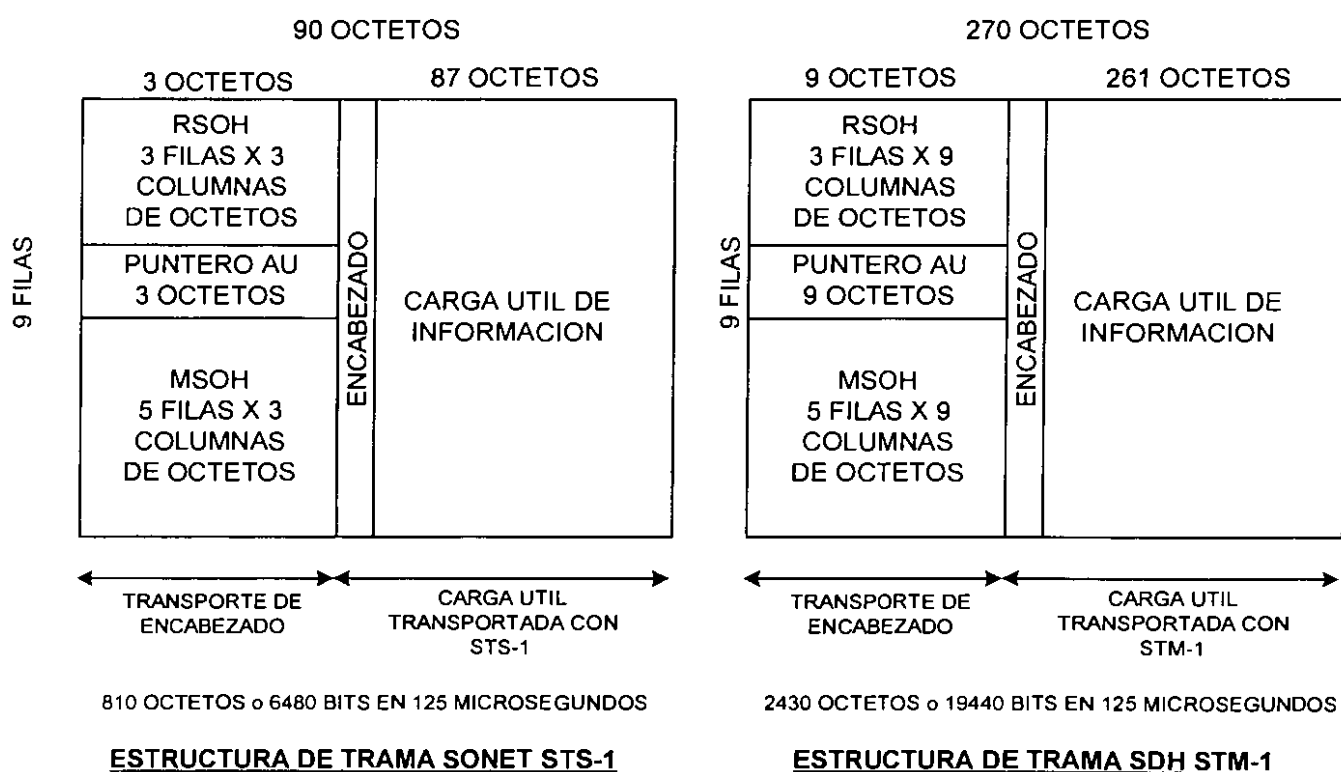 90 OCTETOS
3 OCTETOS
87 OCTETOS
9 FILAS
RSOH
3 FILAS X 3
COLUMNAS
DE OCTETOS
PUNTERO AU
3 OCTETOS
MSOH
5 FILAS X 3
COLUMNAS
DE OCTETOS
ENCABEZADO
CARGA UTIL DE
INFORMACION
TRANSPORTE DE
ENCABEZADO
CARGA UTIL
TRANSPORTADA CON
STS-1
810 OCTETOS o 6480 BITS EN 125 MICROSEGUNDOS
ESTRUCTURA DE TRAMA SONET STS-1
270 OCTETOS
9 OCTETOS
261 OCTETOS
9 FILAS
RSOH
3 FILAS X 9
COLUMNAS
DE OCTETOS
PUNTERO AU
9 OCTETOS
MSOH
5 FILAS X 9
COLUMNAS
DE OCTETOS
ENCABEZADO
CARGA UTIL DE
INFORMACION
TRANSPORTE DE
ENCABEZADO
CARGA UTIL
TRANSPORTADA CON
STM-1
2430 OCTETOS o 19440 BITS EN 125 MICROSEGUNDOS
ESTRUCTURA DE TRAMA SDH STM-1